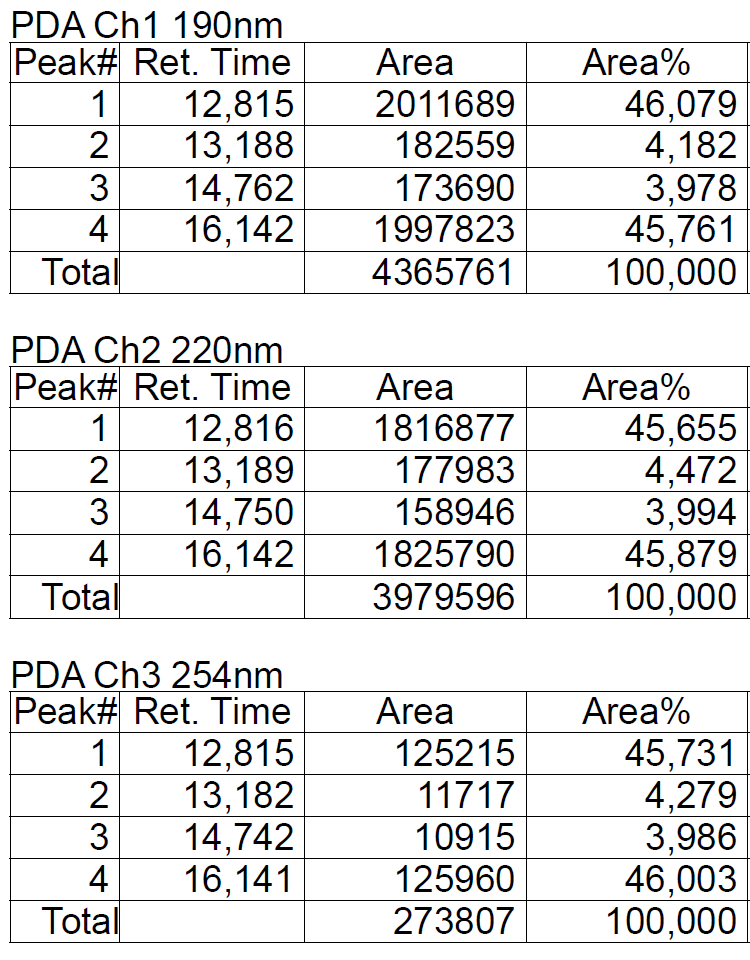 PDA Ch1 190nm
Peak# Ret. Time Area Area%
1 12,815 2011689 46,079
2 13,188 182559 4,182
3 14,762 173690 3,978
4 16,142 1997823 45,761
Total 4365761 100,000
PDA Ch2 220nm
Peak# Ret. Time Area Area%
1 12,816 1816877 45,655
2 13,189 177983 4,472
3 14,750 158946 3,994
4 16,142 1825790 45,879
Total 3979596 100,000
PDA Ch3 254nm
Peak# Ret. Time Area Area%
1 12,815 125215 45,731
2 13,182 11717 4,279
3 14,742 10915 3,986
4 16,141 125960 46,003
Total 273807 100,000